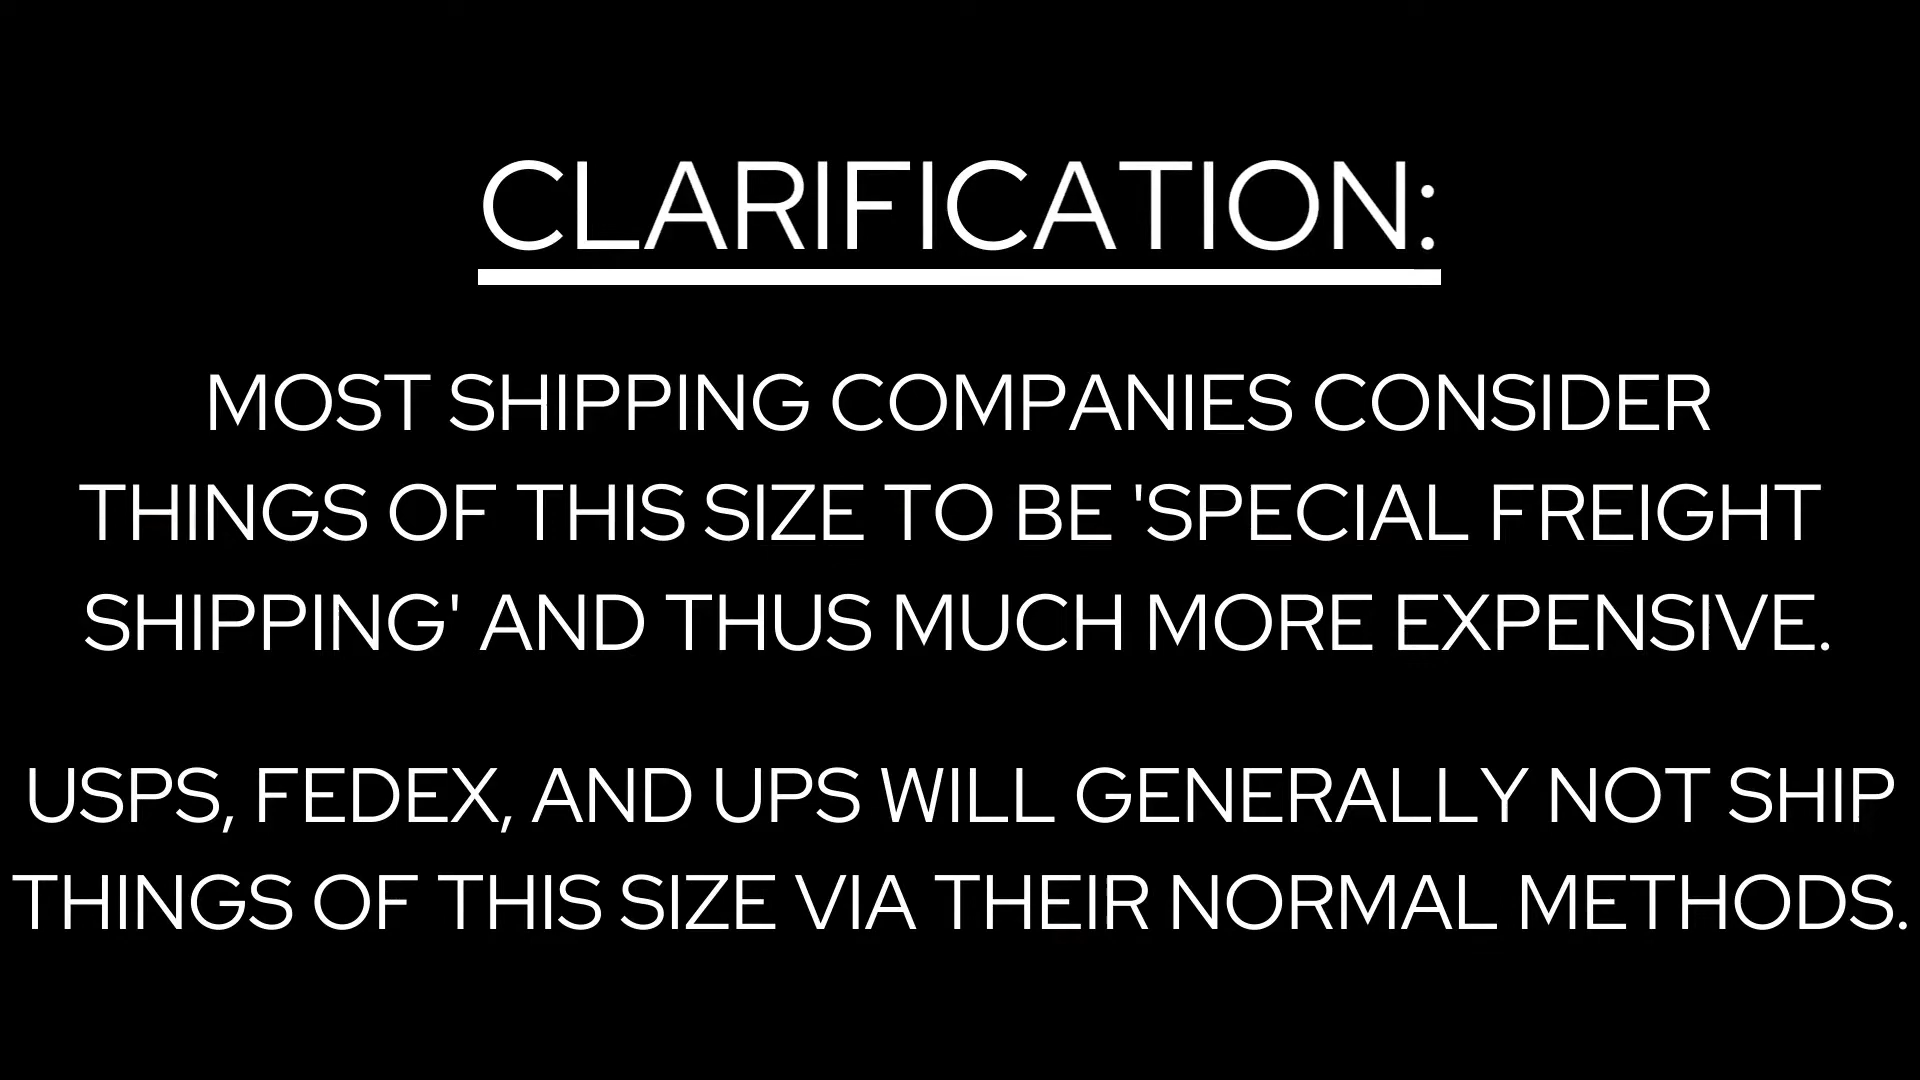 CLARIFICATION:
MOST SHIPPING COMPANIES CONSIDER
THINGS OF THIS SIZE TO BE 'SPECIAL FREIGHT
SHIPPING' AND THUS MUCH MORE EXPENSIVE.
USPS, FEDEX, AND UPS WILL GENERALLY NOT SHIP
THINGS OF THIS SIZE VIA THEIR NORMAL METHODS.